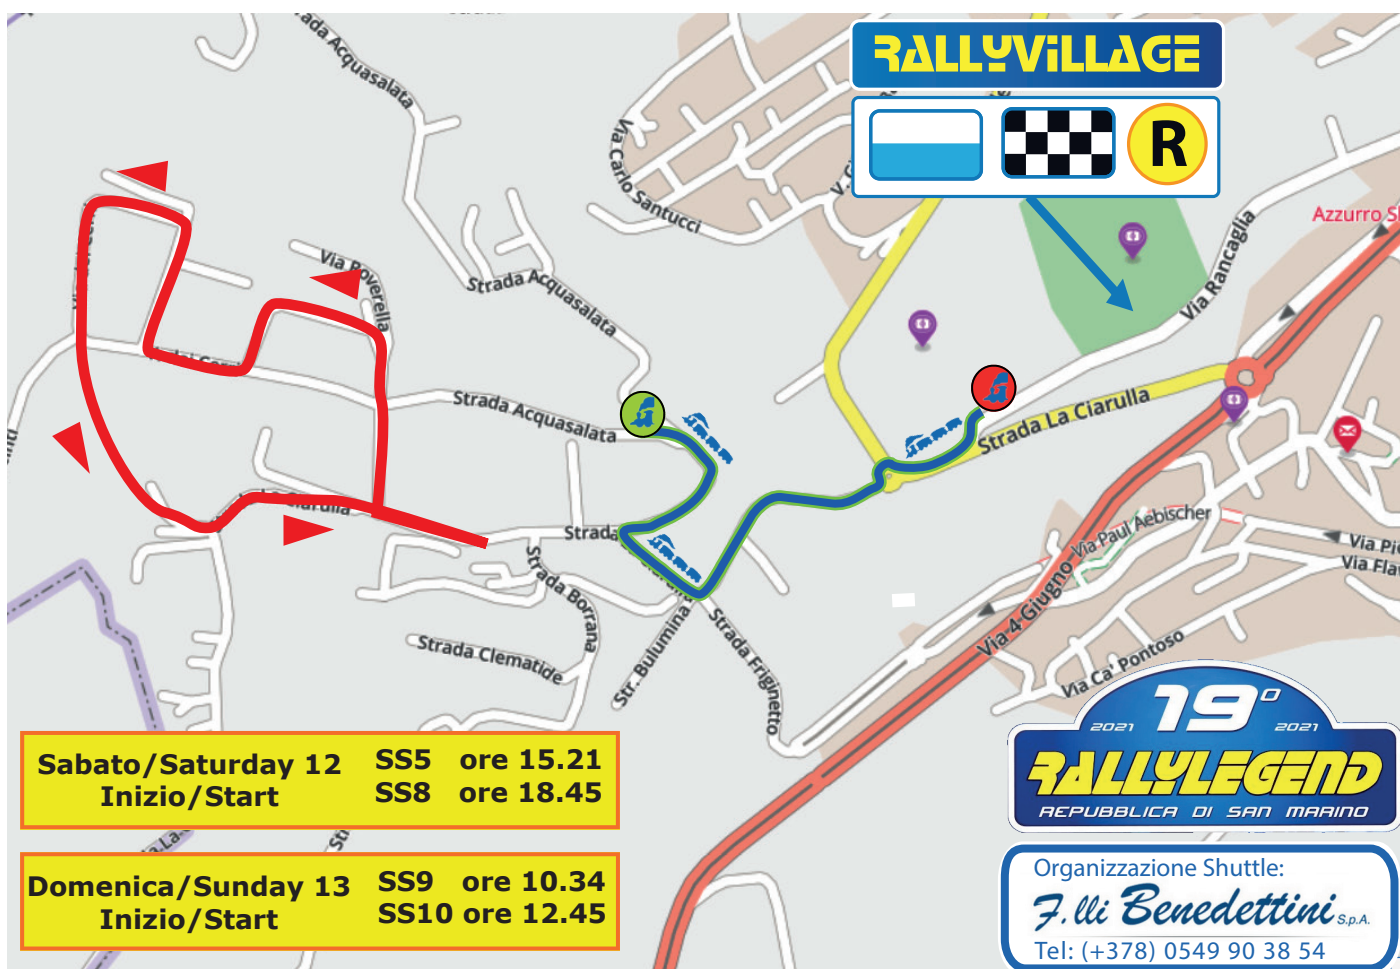 RALLYVILLAGE
R
Strada Acquasalata
Via Carlo Santucci
Azzurro
Via Rancaglia
Via Roverella
Strada Acquasalata
Strada Acquasalata
Strada La Ciarulla
Strada
Via Paul Aebischer
Via 4 Giugno
Via Ca' Pontoso
Strada Borrana
Strada Clematide
Str. Bulumina
Strada Friginetto
Sabato/Saturday 12 SS5 ore 15.21
Inizio/Start SS8 ore 18.45
Domenica/Sunday 13 SS9 ore 10.34
Inizio/Start SS10 ore 12.45
19°
2021 2021
RALLYLEGEND
REPUBBLICA DI SAN MARINO
Organizzazione Shuttle:
F.lli Benedettini S.p.A.
Tel: (+378) 0549 90 38 54